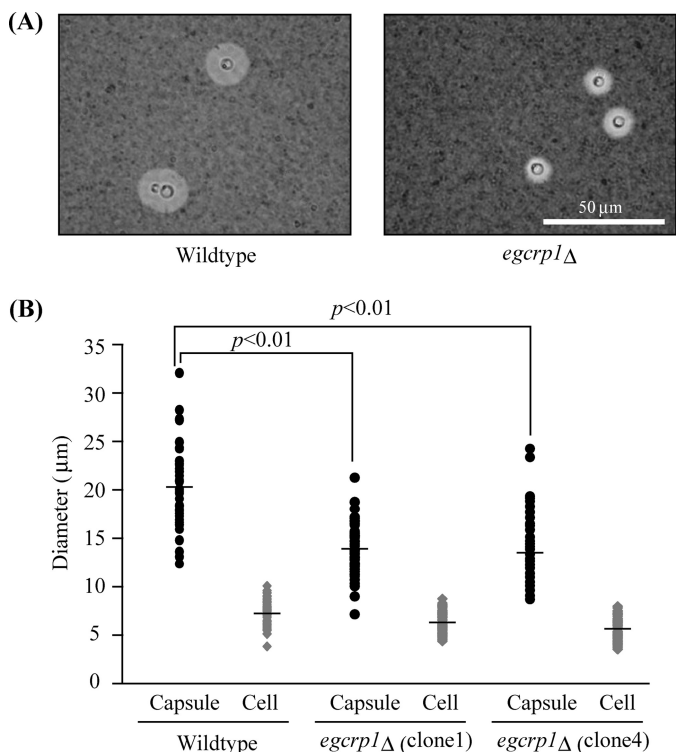 (A)
50 μm
Wildtype
egcrp1Δ
(B)
p<0.01
p<0.01
35
30
25
20
15
10
5
0
Diameter (μm)
Capsule Cell Capsule Cell Capsule Cell
Wildtype egcrp1Δ (clone1) egcrp1Δ (clone4)